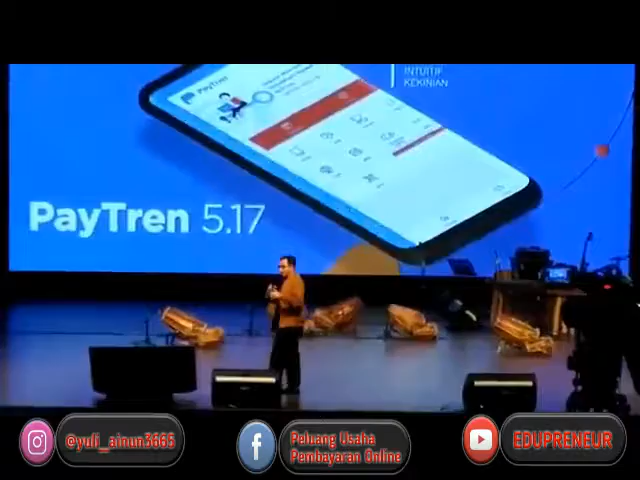 INTUITIF
KEKINIAN
PayTren
PayTren 5.17
@yuli_ainun3665
Peluang Usaha
Pembayaran Online
EDUPRENEUR